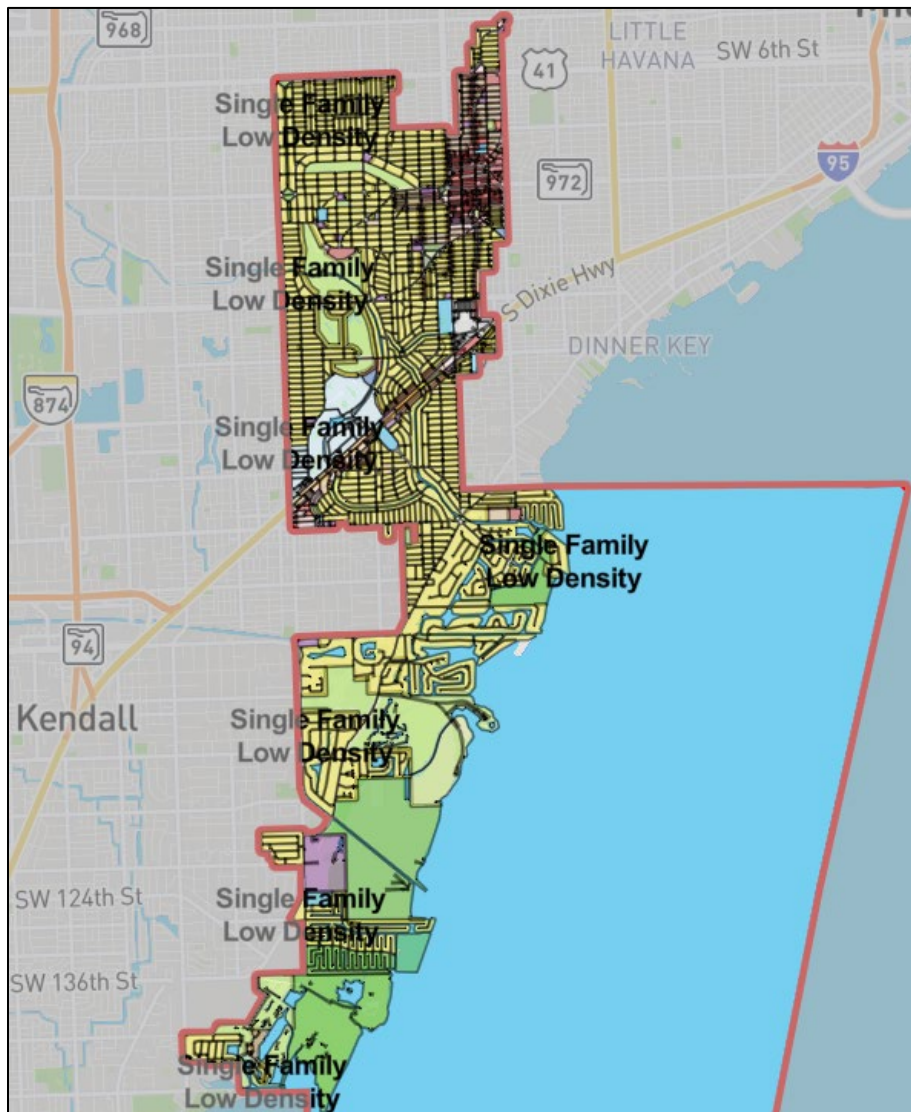 968
LITTLE
HAVANA
SW 6th St
41
Single Family
Low Density
95
972
Single Family
Low Density
S Dixie Hwy
DINNER KEY
874
Single Family
Low Density
Single Family
Low Density
94
Kendall
Single Family
Low Density
SW 124th St
Single Family
Low Density
SW 136th St
Single Family
Low Density